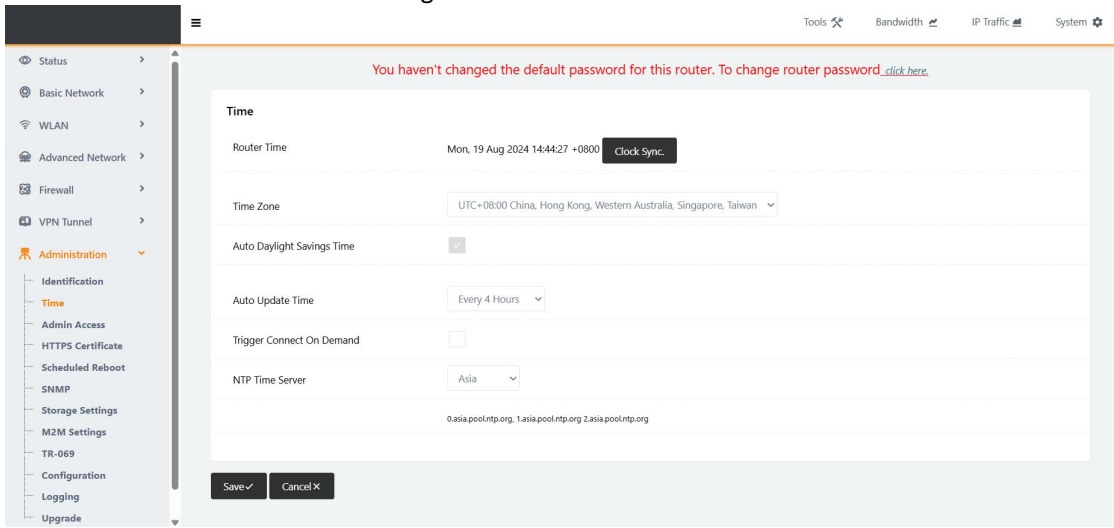 Tools
Bandwidth
IP Traffic
System
Status
Basic Network
WLAN
Advanced Network
Firewall
VPN Tunnel
Administration
Identification
Time
Admin Access
HTTPS Certificate
Scheduled Reboot
SNMP
Storage Settings
M2M Settings
TR-069
Configuration
Logging
Upgrade
You haven't changed the default password for this router. To change router password click here.
Time
Router Time Mon, 19 Aug 2024 14:44:27 +0800 Clock Sync.
Time Zone UTC+08:00 China, Hong Kong, Western Australia, Singapore, Taiwan
Auto Daylight Savings Time
Auto Update Time Every 4 Hours
Trigger Connect On Demand
NTP Time Server Asia
0.asia.pool.ntp.org, 1.asia.pool.ntp.org 2.asia.pool.ntp.org
Save Cancel